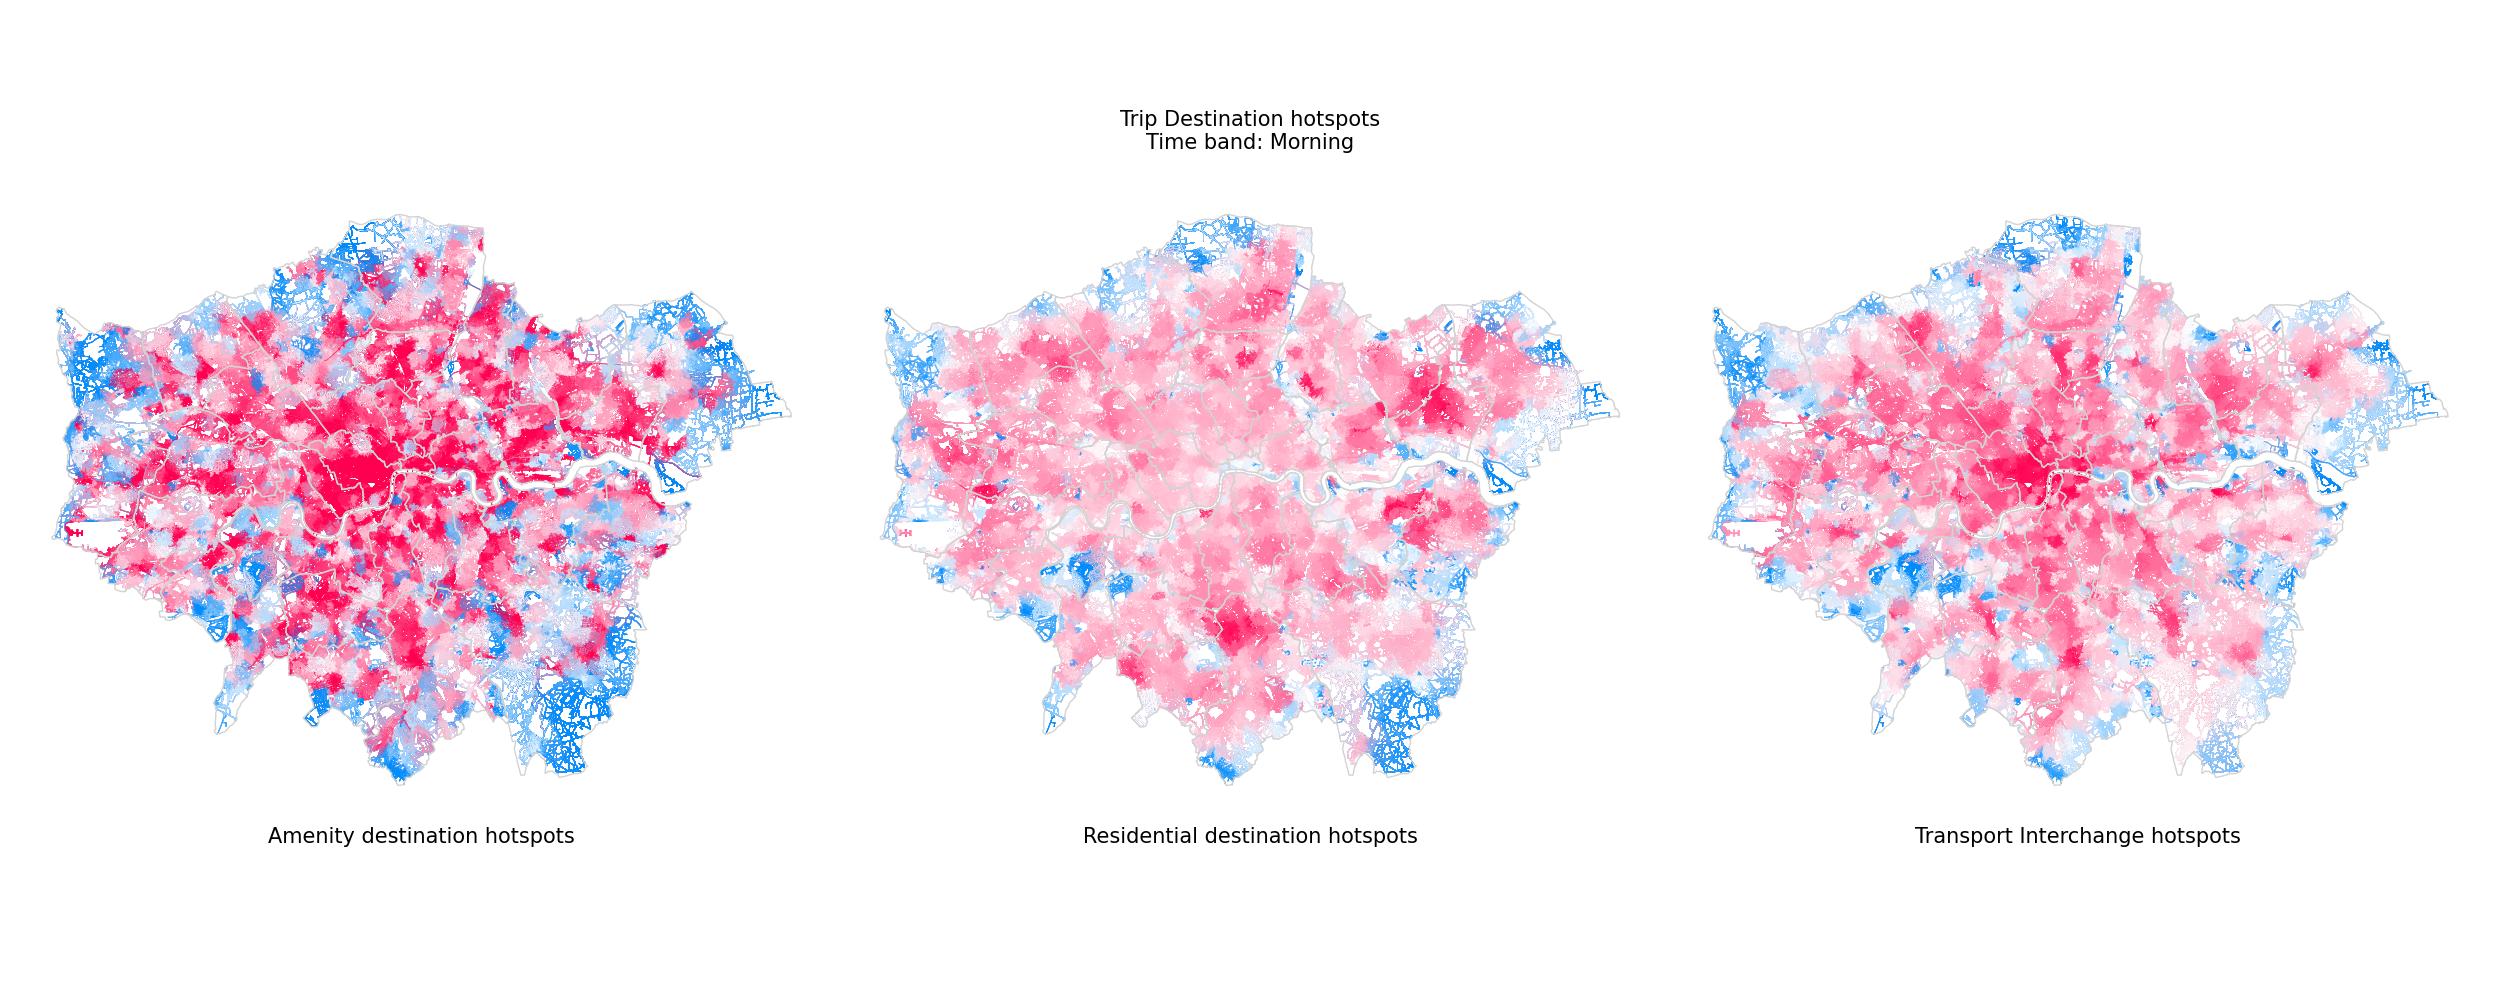 Trip Destination hotspots
Time band: Morning
Amenity destination hotspots
Residential destination hotspots
Transport Interchange hotspots